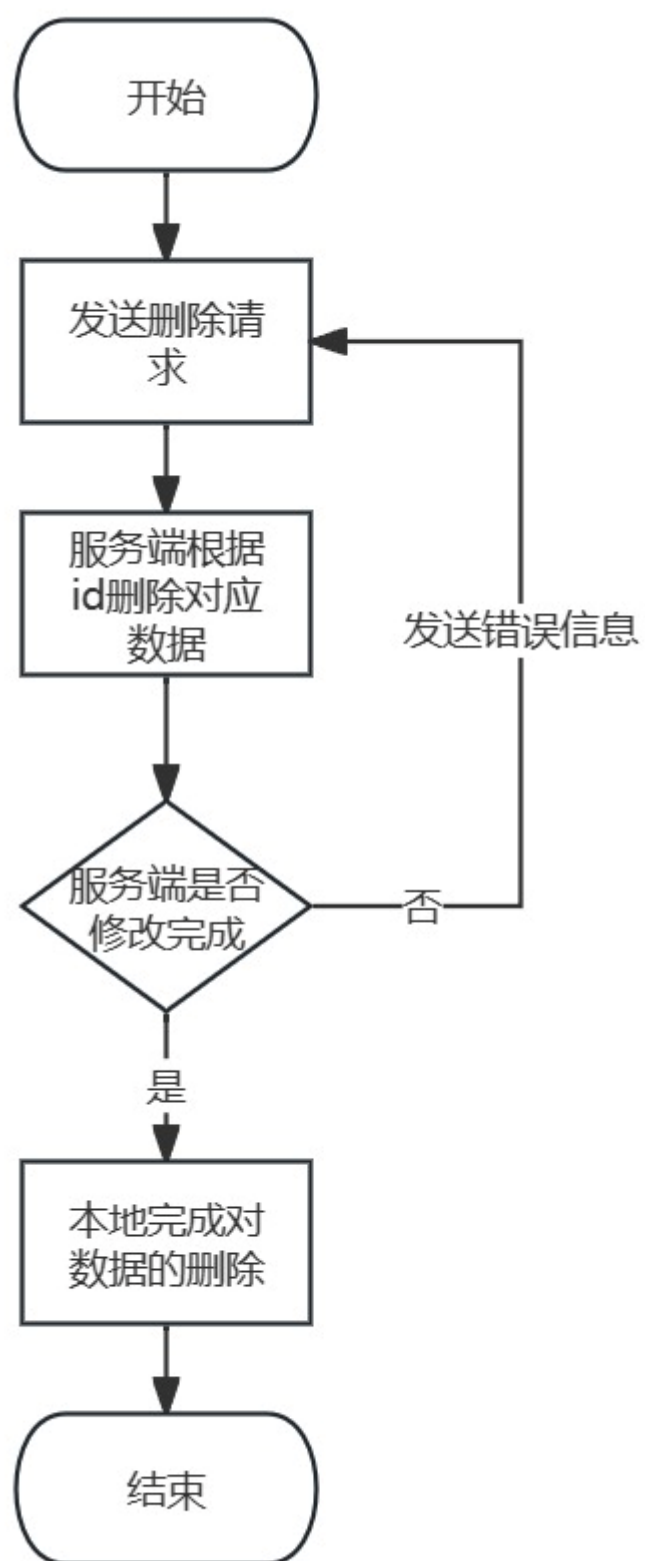 开始
发送删除请
求
服务端根据
id删除对应
数据
发送错误信息
服务端是否
修改完成
否
是
本地完成对
数据的删除
结束